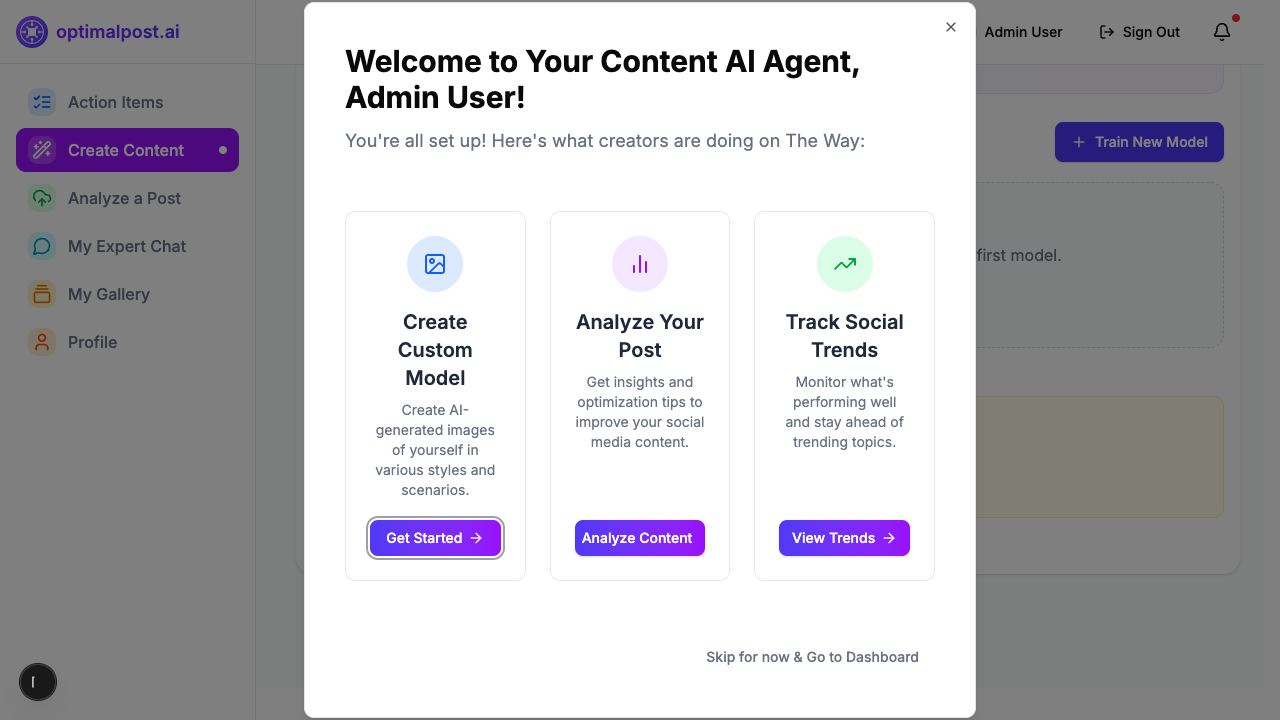 optimalpost.ai
Action Items
Create Content
Analyze a Post
My Expert Chat
My Gallery
Profile
Admin User
Sign Out
Train New Model
first model.
Welcome to Your Content AI Agent,
Admin User!
You're all set up! Here's what creators are doing on The Way:
Create
Custom
Model
Create AI-
generated images
of yourself in
various styles and
scenarios.
Get Started
Analyze Your
Post
Get insights and
optimization tips to
improve your social
media content.
Analyze Content
Track Social
Trends
Monitor what's
performing well
and stay ahead of
trending topics.
View Trends
Skip for now & Go to Dashboard